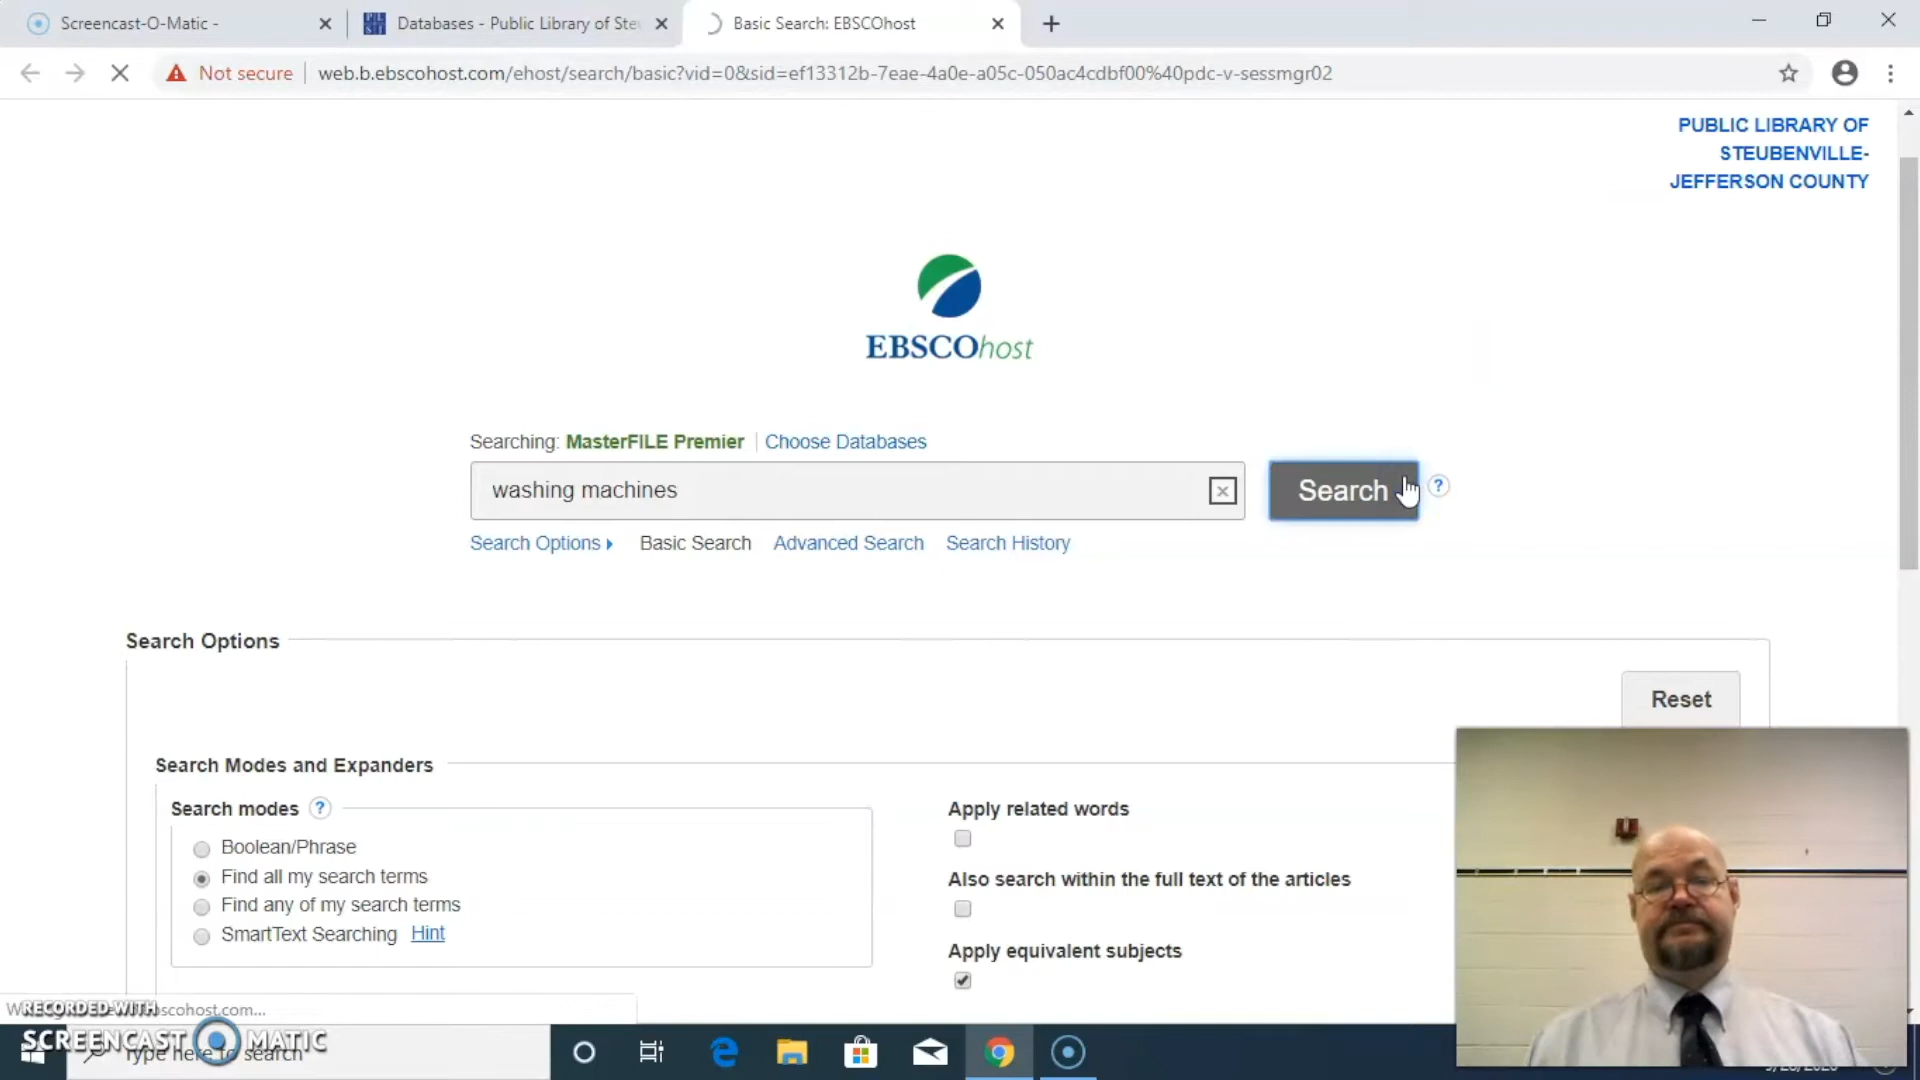 Screencast-O-Matic -
Databases - Public Library of Ste
Basic Search: EBSCOhost
Not secure
web.b.ebscohost.com/ehost/search/basic?vid=0&sid=ef13312b-7eae-4a0e-a05c-050ac4cdbf00%40pdc-v-sessmgr02
PUBLIC LIBRARY OF
STEUBENVILLE-
JEFFERSON COUNTY
EBSCOhost
Searching: MasterFILE Premier Choose Databases
washing machines
Search
Search Options Basic Search Advanced Search Search History
Search Options
Reset
Search Modes and Expanders
Search modes
Boolean/Phrase
Find all my search terms
Find any of my search terms
SmartText Searching Hint
Apply related words
Also search within the full text of the articles
Apply equivalent subjects
RECORDED WITH
SCREENCAST MATIC
Type here to search